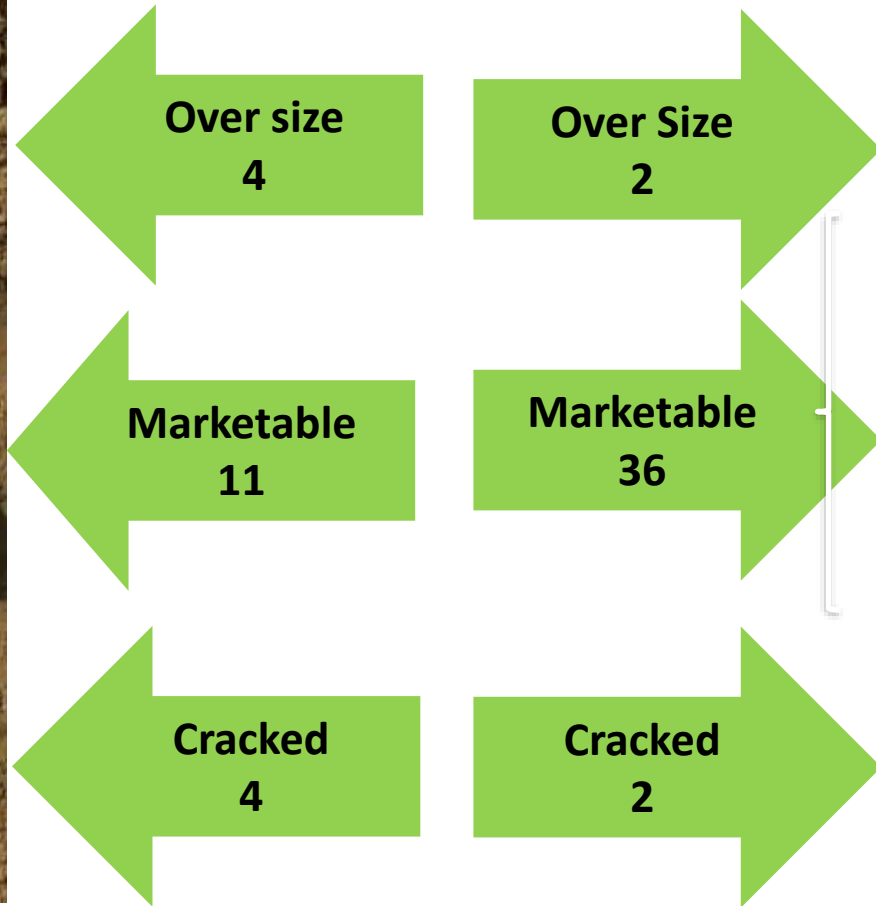 Over size
4
Over Size
2
Marketable
11
Marketable
36
Cracked
4
Cracked
2